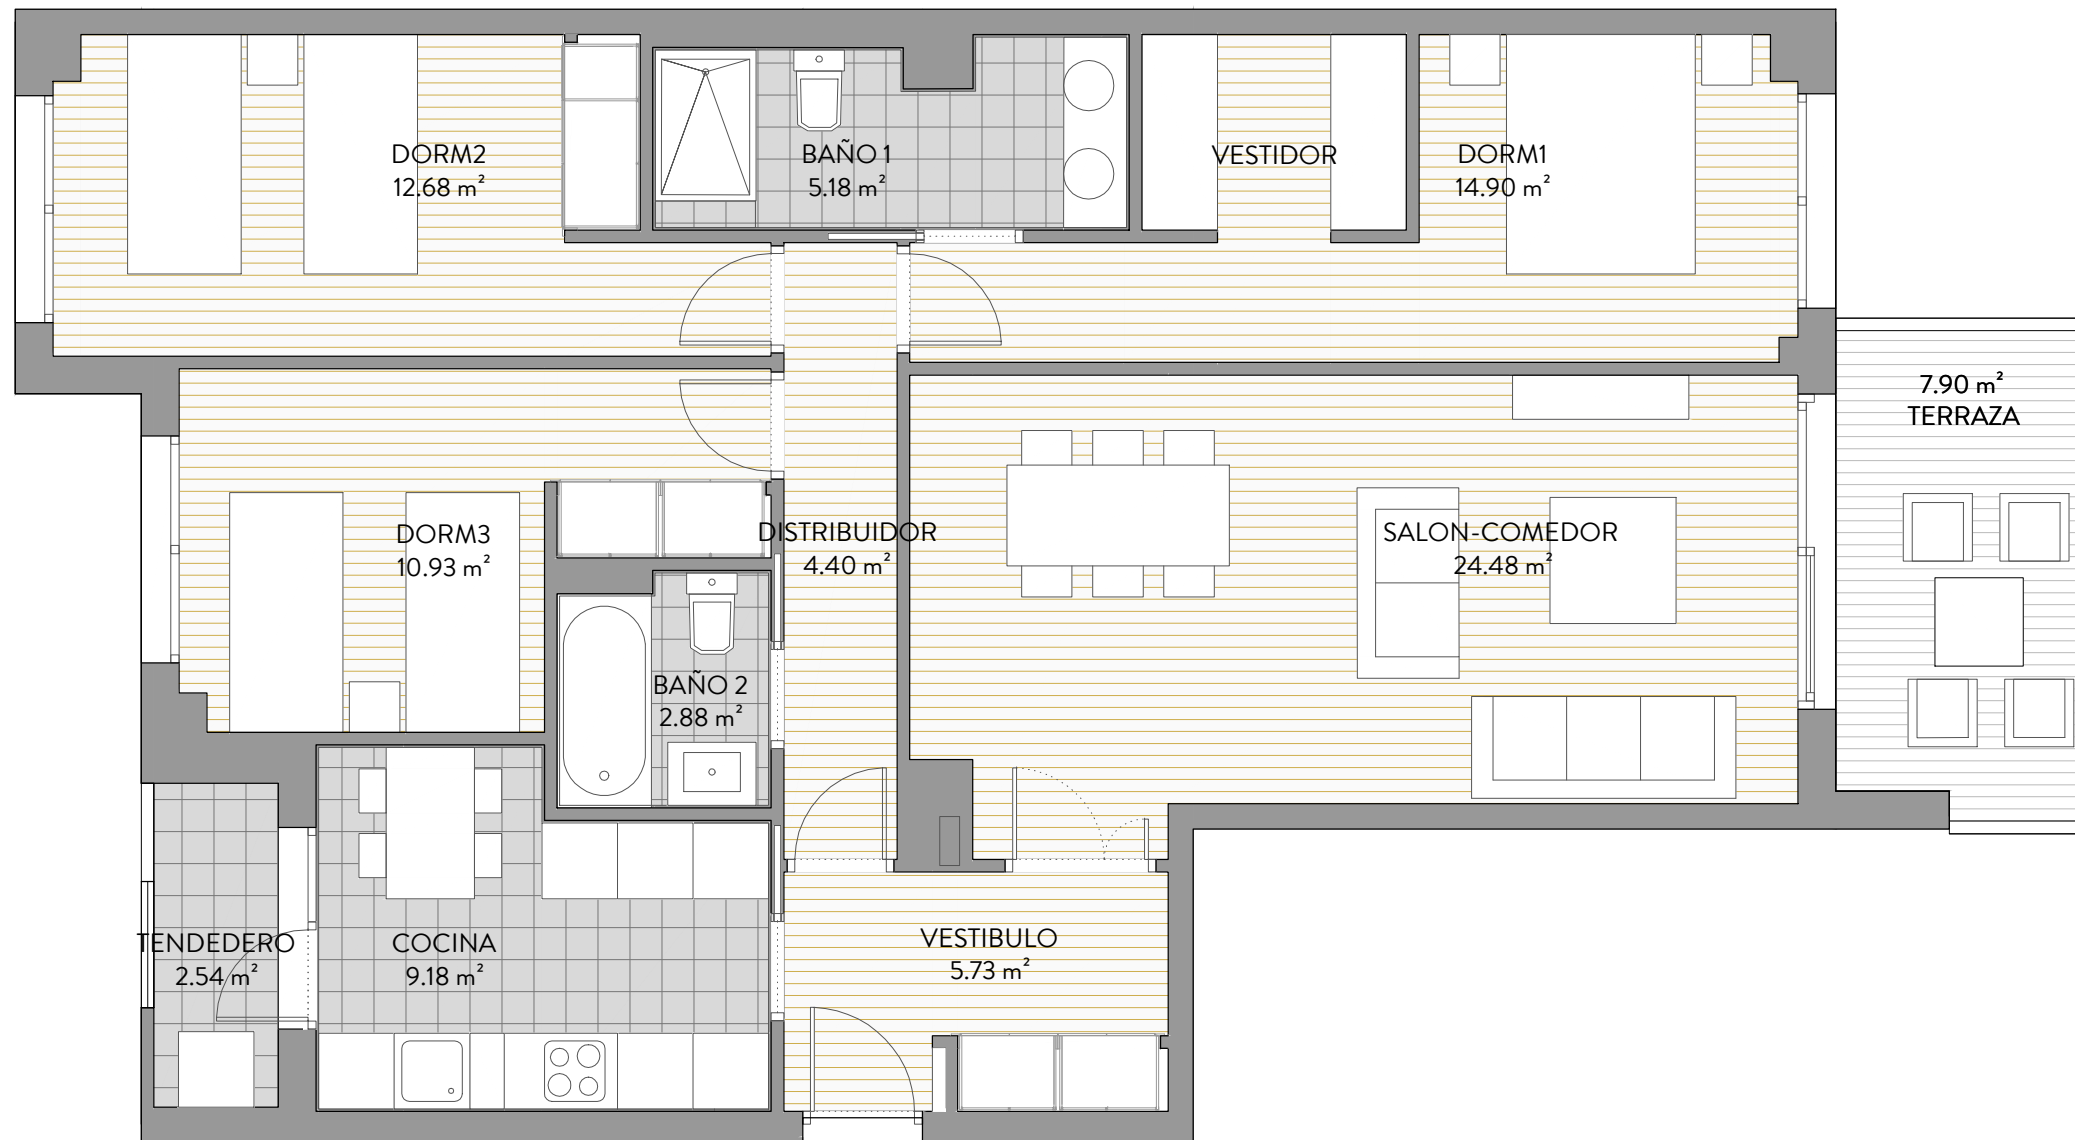 DORM2
12.68 m²
BAÑO 1
5.18 m²
VESTIDOR
DORM1
14.90 m²
7.90 m²
TERRAZA
DORM3
10.93 m²
DISTRIBUIDOR
4.40 m²
SALON-COMEDOR
24.48 m²
BAÑO 2
2.88 m²
TENDEDERO
2.54 m²
COCINA
9.18 m²
VESTIBULO
5.73 m²